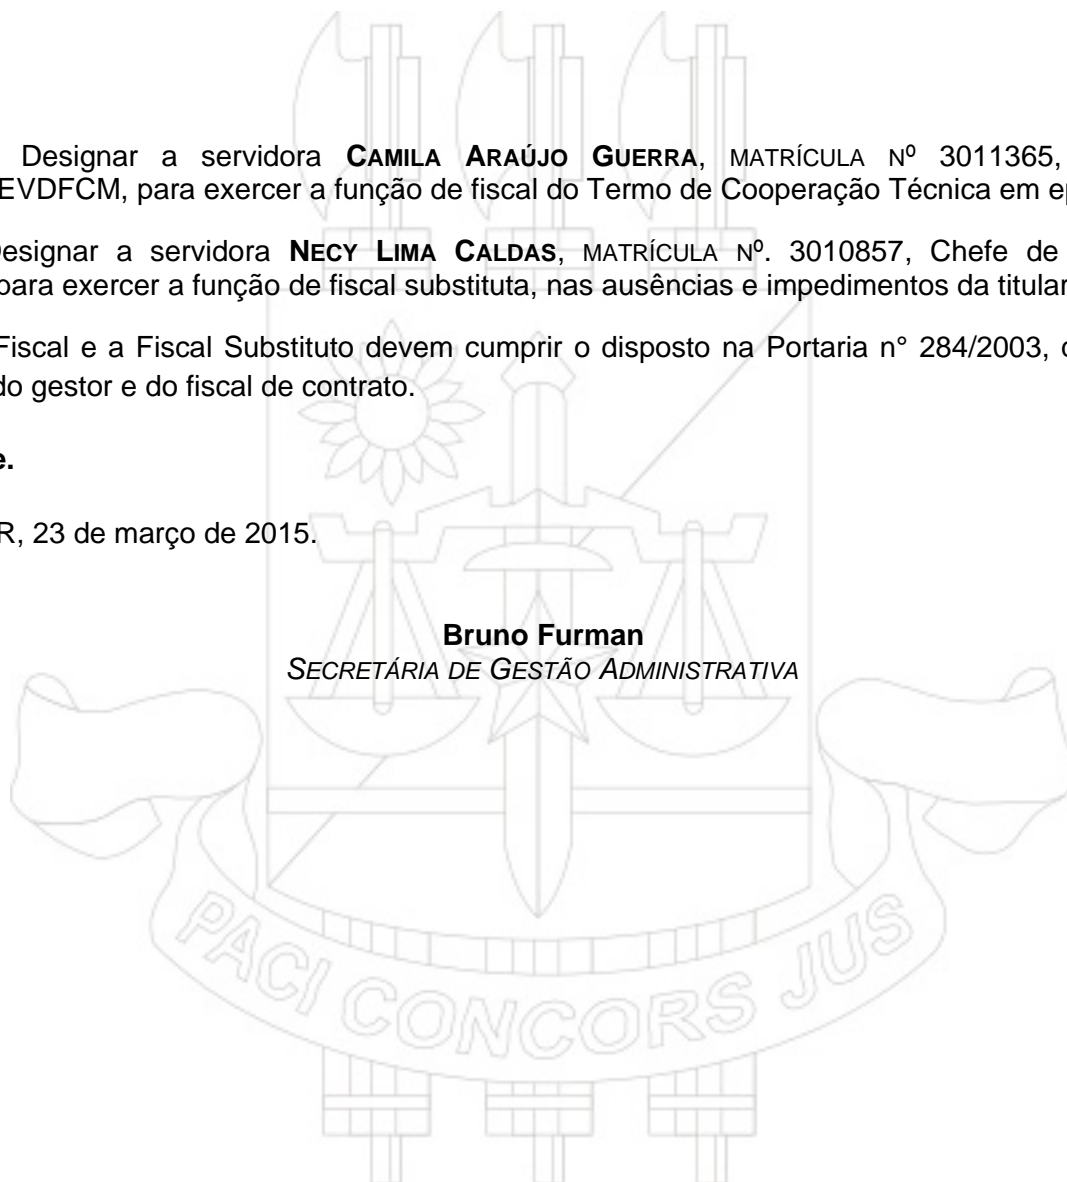 Designar a servidora CAMILA ARAÚJO GUERRA, MATRÍCULA Nº 3011365,
EVDFCM, para exercer a função de fiscal do Termo de Cooperação Técnica em
esignar a servidora NECY LIMA CALDAS, MATRÍCULA Nº. 3010857, Chefe de
para exercer a função de fiscal substituta, nas ausências e impedimentos da titular
Fiscal e a Fiscal Substituto devem cumprir o disposto na Portaria n° 284/2003,
do gestor e do fiscal de contrato.
e.
R, 23 de março de 2015.
Bruno Furman
SECRETÁRIA DE GESTÃO ADMINISTRATIVA
PACI CONCORS JUS